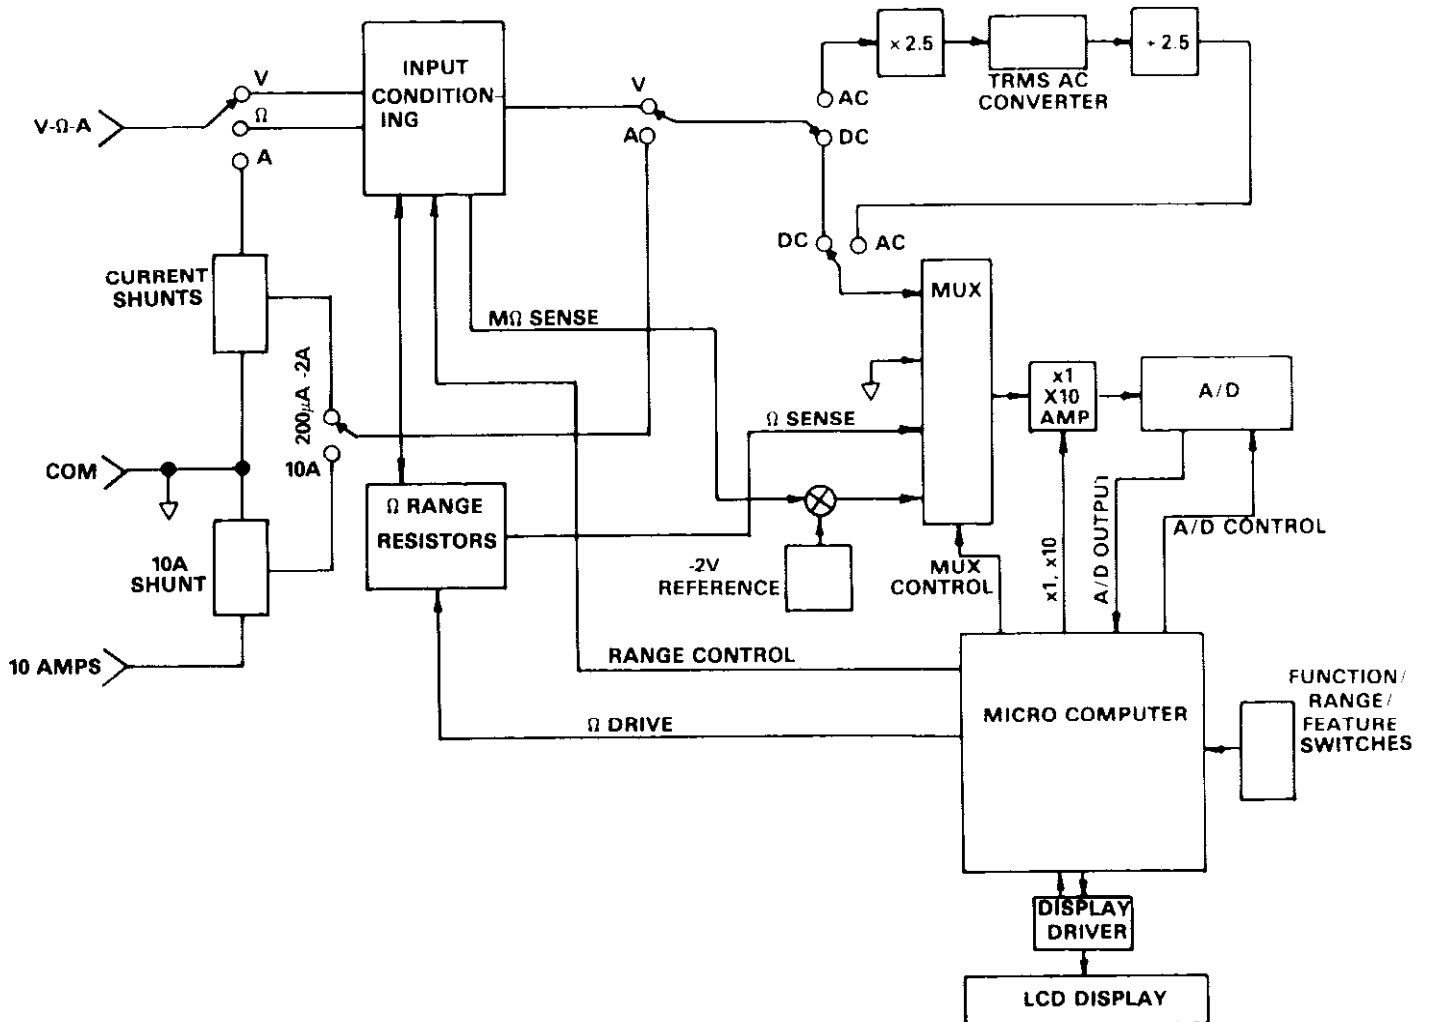 × 2.5
÷ 2.5
TRMS AC
CONVERTER
INPUT
CONDITION-
ING
V
Ω
A
V-Ω-A
V
A
AC
DC
DC
AC
CURRENT
SHUNTS
MΩ SENSE
MUX
200μA -2A
10A
x1
X10
AMP
A/D
Ω SENSE
COM
Ω RANGE
RESISTORS
10A
SHUNT
-2V
REFERENCE
MUX
CONTROL
x1, x10
A/D OUTPUT
A/D CONTROL
10 AMPS
RANGE CONTROL
Ω DRIVE
MICRO COMPUTER
FUNCTION/
RANGE/
FEATURE
SWITCHES
DISPLAY
DRIVER
LCD DISPLAY